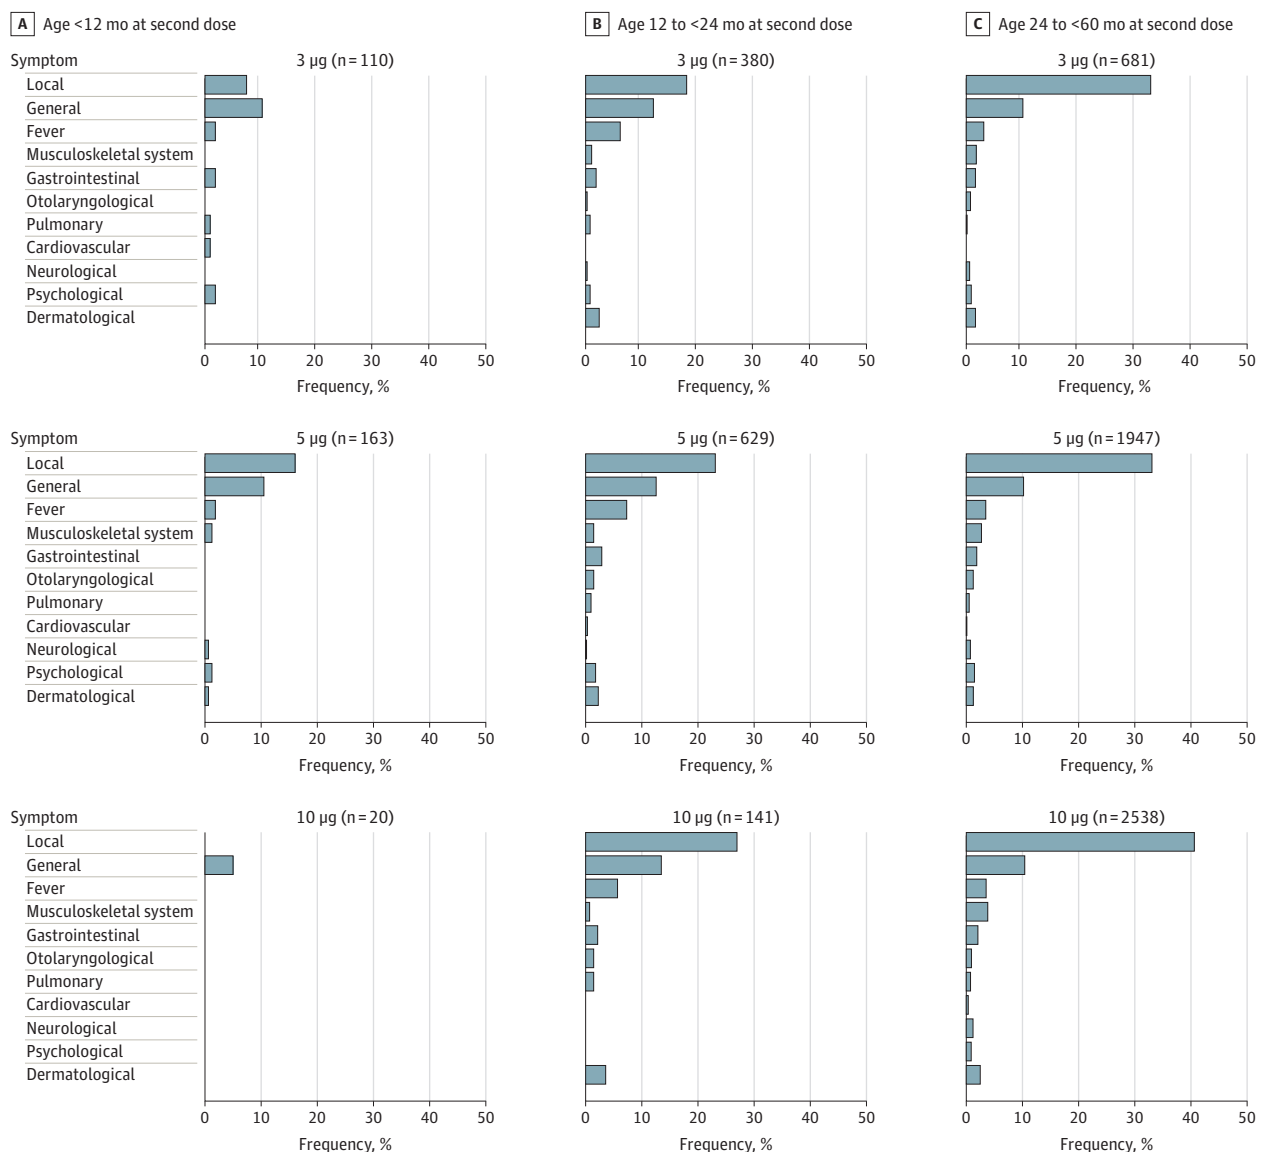 A Age <12 mo at second dose
B Age 12 to <24 mo at second dose
C Age 24 to <60 mo at second dose
Symptom
3 µg (n=110)
3 µg (n=380)
3 µg (n=681)
Local
General
Fever
Musculoskeletal system
Gastrointestinal
Otolaryngological
Pulmonary
Cardiovascular
Neurological
Psychological
Dermatological
0 10 20 30 40 50
0 10 20 30 40 50
0 10 20 30 40 50
Frequency, %
Frequency, %
Frequency, %
Symptom
5 µg (n=163)
5 µg (n=629)
5 µg (n=1947)
Local
General
Fever
Musculoskeletal system
Gastrointestinal
Otolaryngological
Pulmonary
Cardiovascular
Neurological
Psychological
Dermatological
0 10 20 30 40 50
0 10 20 30 40 50
0 10 20 30 40 50
Frequency, %
Frequency, %
Frequency, %
Symptom
10 µg (n=20)
10 µg (n=141)
10 µg (n=2538)
Local
General
Fever
Musculoskeletal system
Gastrointestinal
Otolaryngological
Pulmonary
Cardiovascular
Neurological
Psychological
Dermatological
0 10 20 30 40 50
0 10 20 30 40 50
0 10 20 30 40 50
Frequency, %
Frequency, %
Frequency, %